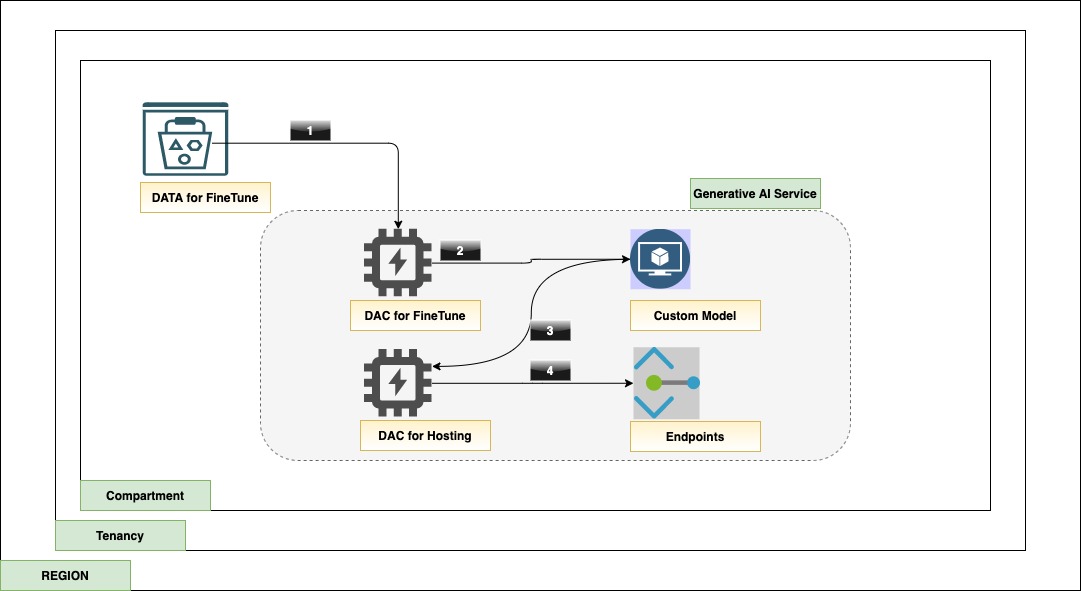 1
DATA for FineTune
Generative AI Service
2
DAC for FineTune
Custom Model
3
4
DAC for Hosting
Endpoints
Compartment
Tenancy
REGION